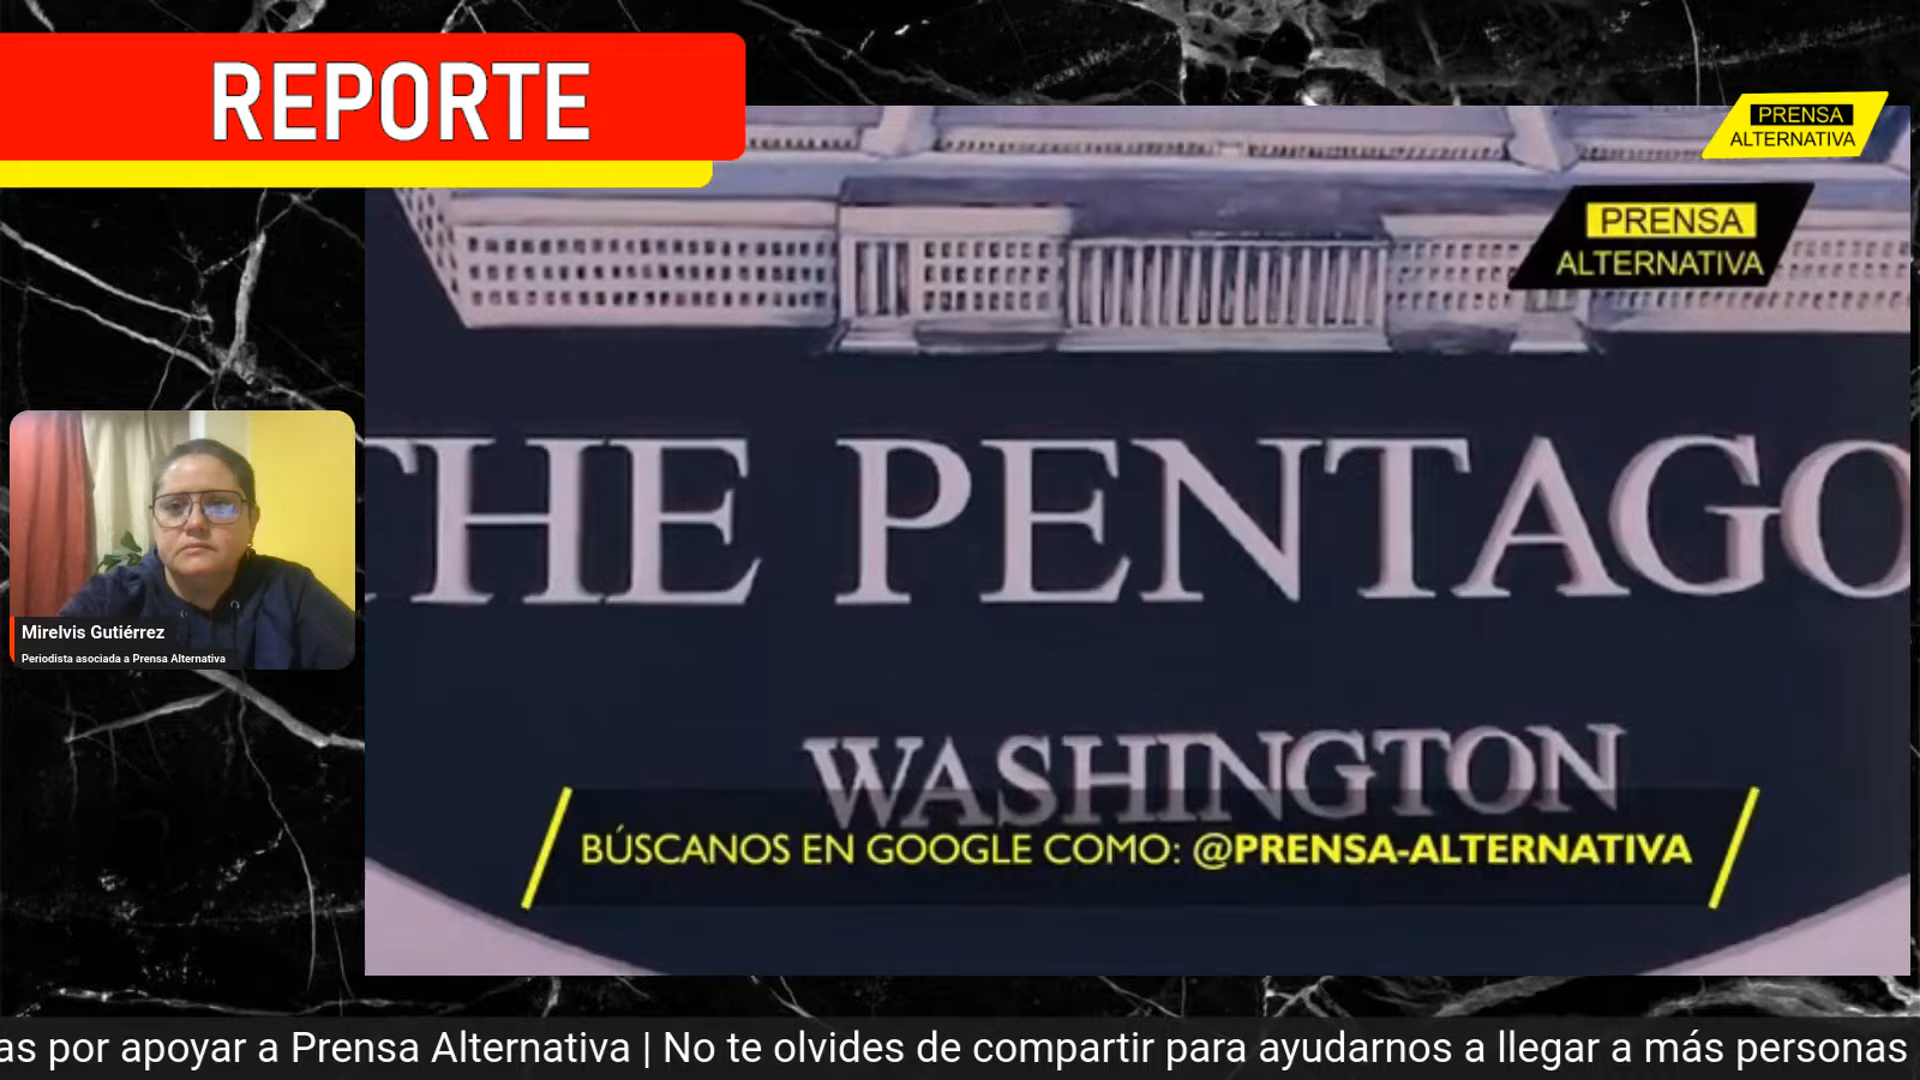 REPORTE
PRENSA
ALTERNATIVA
PRENSA
ALTERNATIVA
THE PENTAGO
WASHINGTON
BÚSCANOS EN GOOGLE COMO: @PRENSA-ALTERNATIVA
Mirelvis Gutiérrez
Periodista asociada a Prensa Alternativa
as por apoyar a Prensa Alternativa | No te olvides de compartir para ayudarnos a llegar a más personas